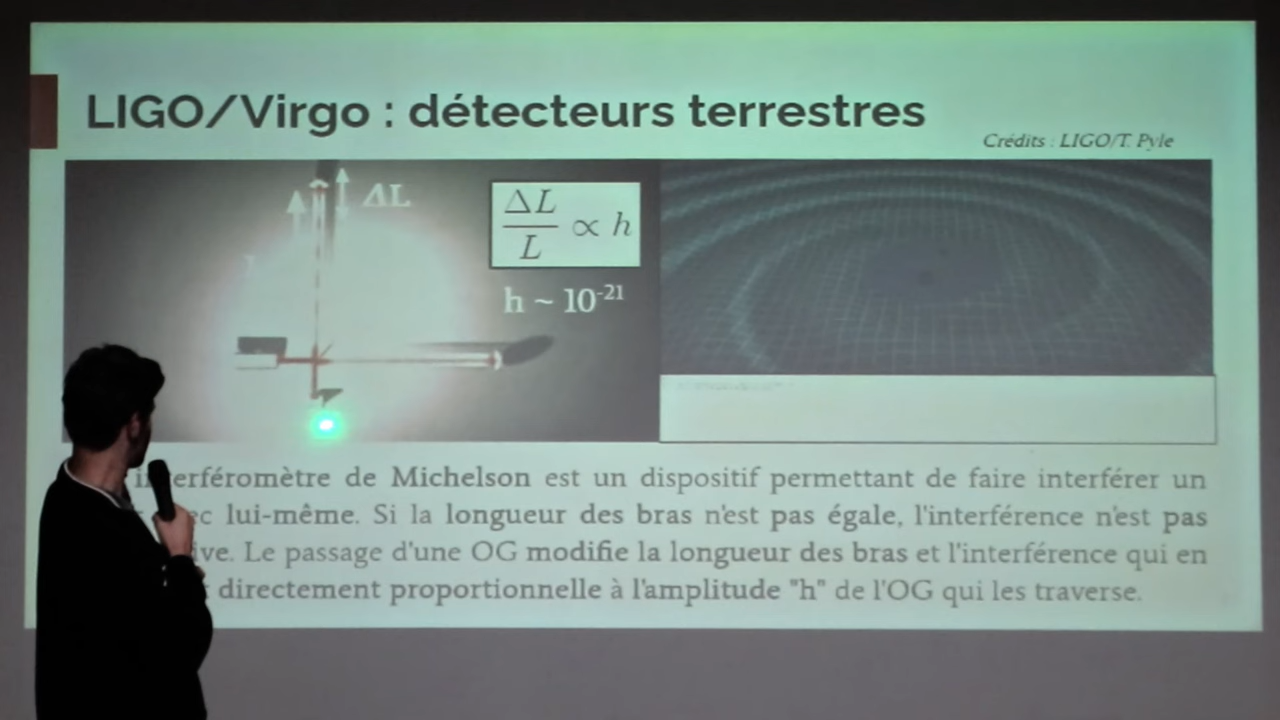 LIGO/Virgo : détecteurs terrestres
Crédits : LIGO/T. Pyle
ΔL
ΔL
L
∝ h
h ~ 10⁻²¹
erféromètre de Michelson est un dispositif permettant de faire interférer un
lui-même. Si la longueur des bras n'est pas égale, l'interférence n'est pas
ive. Le passage d'une OG modifie la longueur des bras et l'interférence qui en
directement proportionnelle à l'amplitude "h" de l'OG qui les traverse.